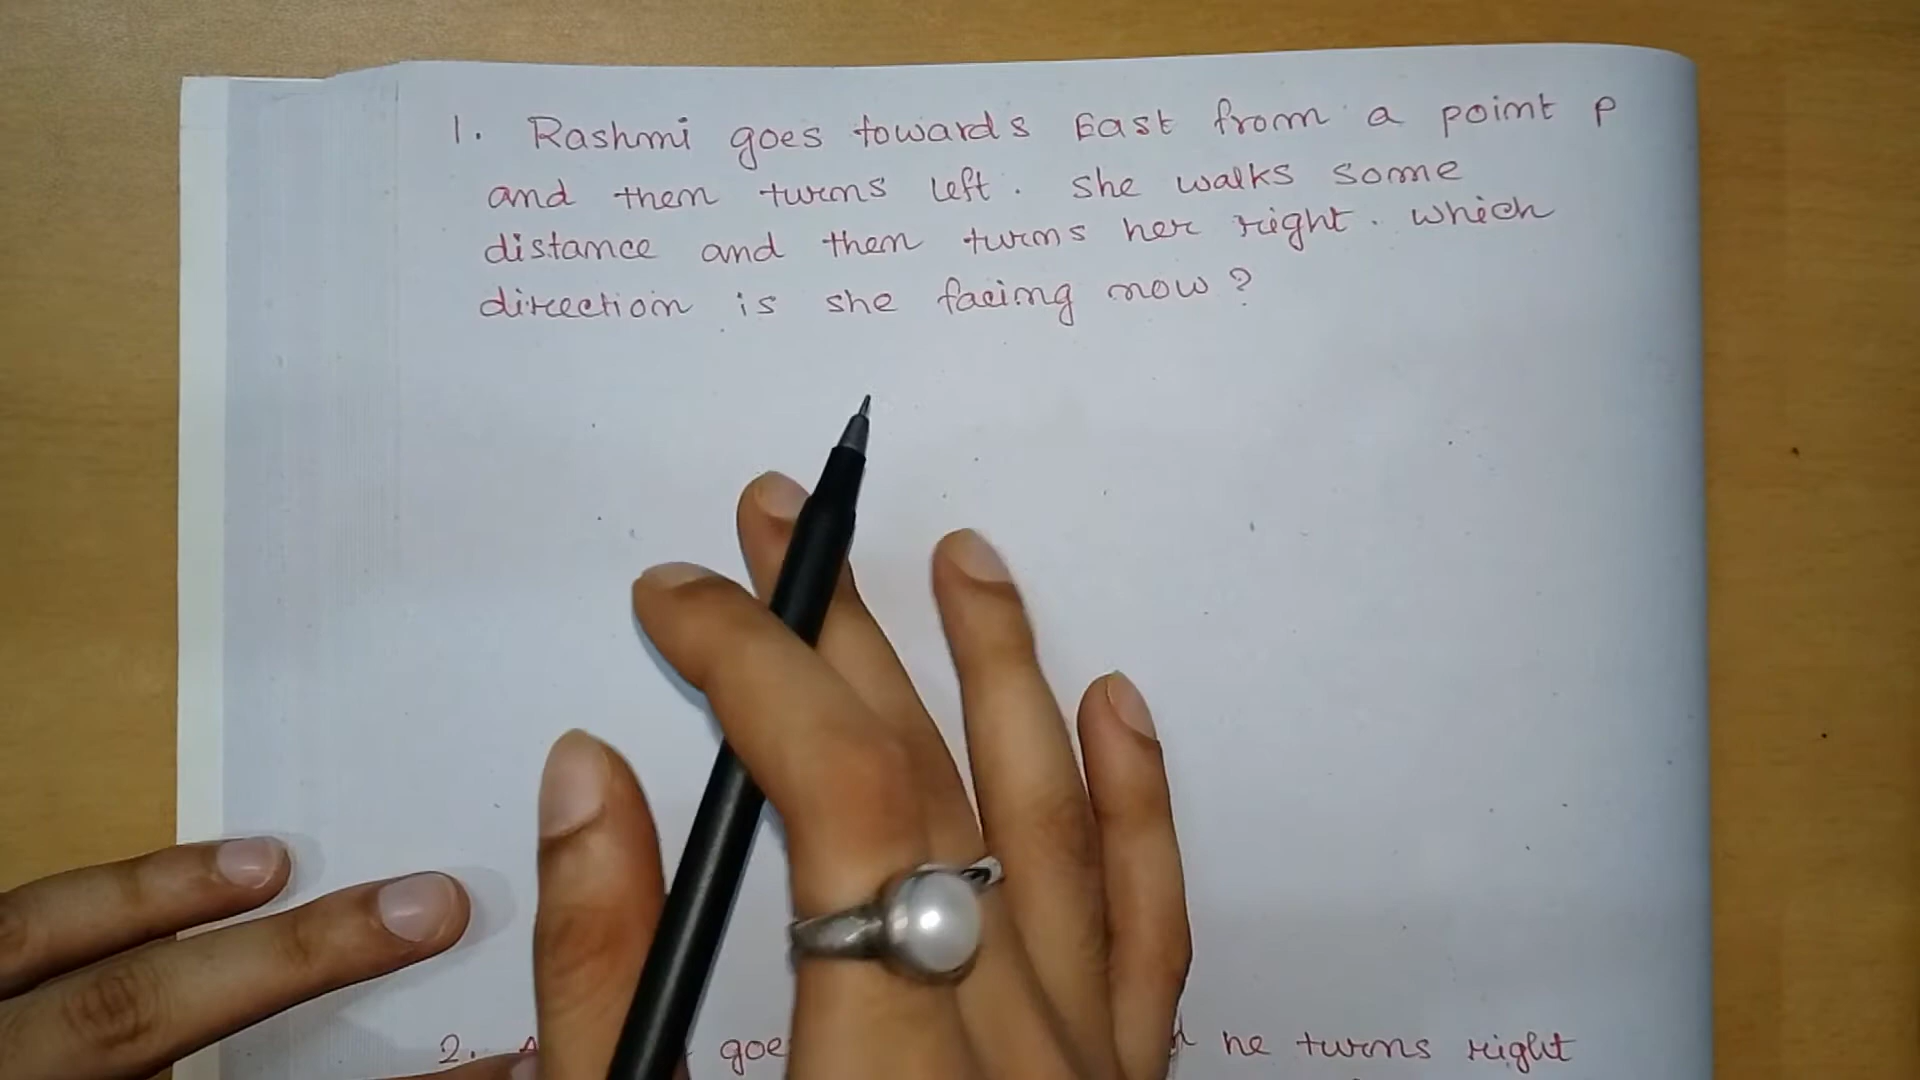 1. Rashmi goes towards East from a point P
and then turns left. She walks some
distance and then turns her right. which
direction is she facing now?
2. he turns right